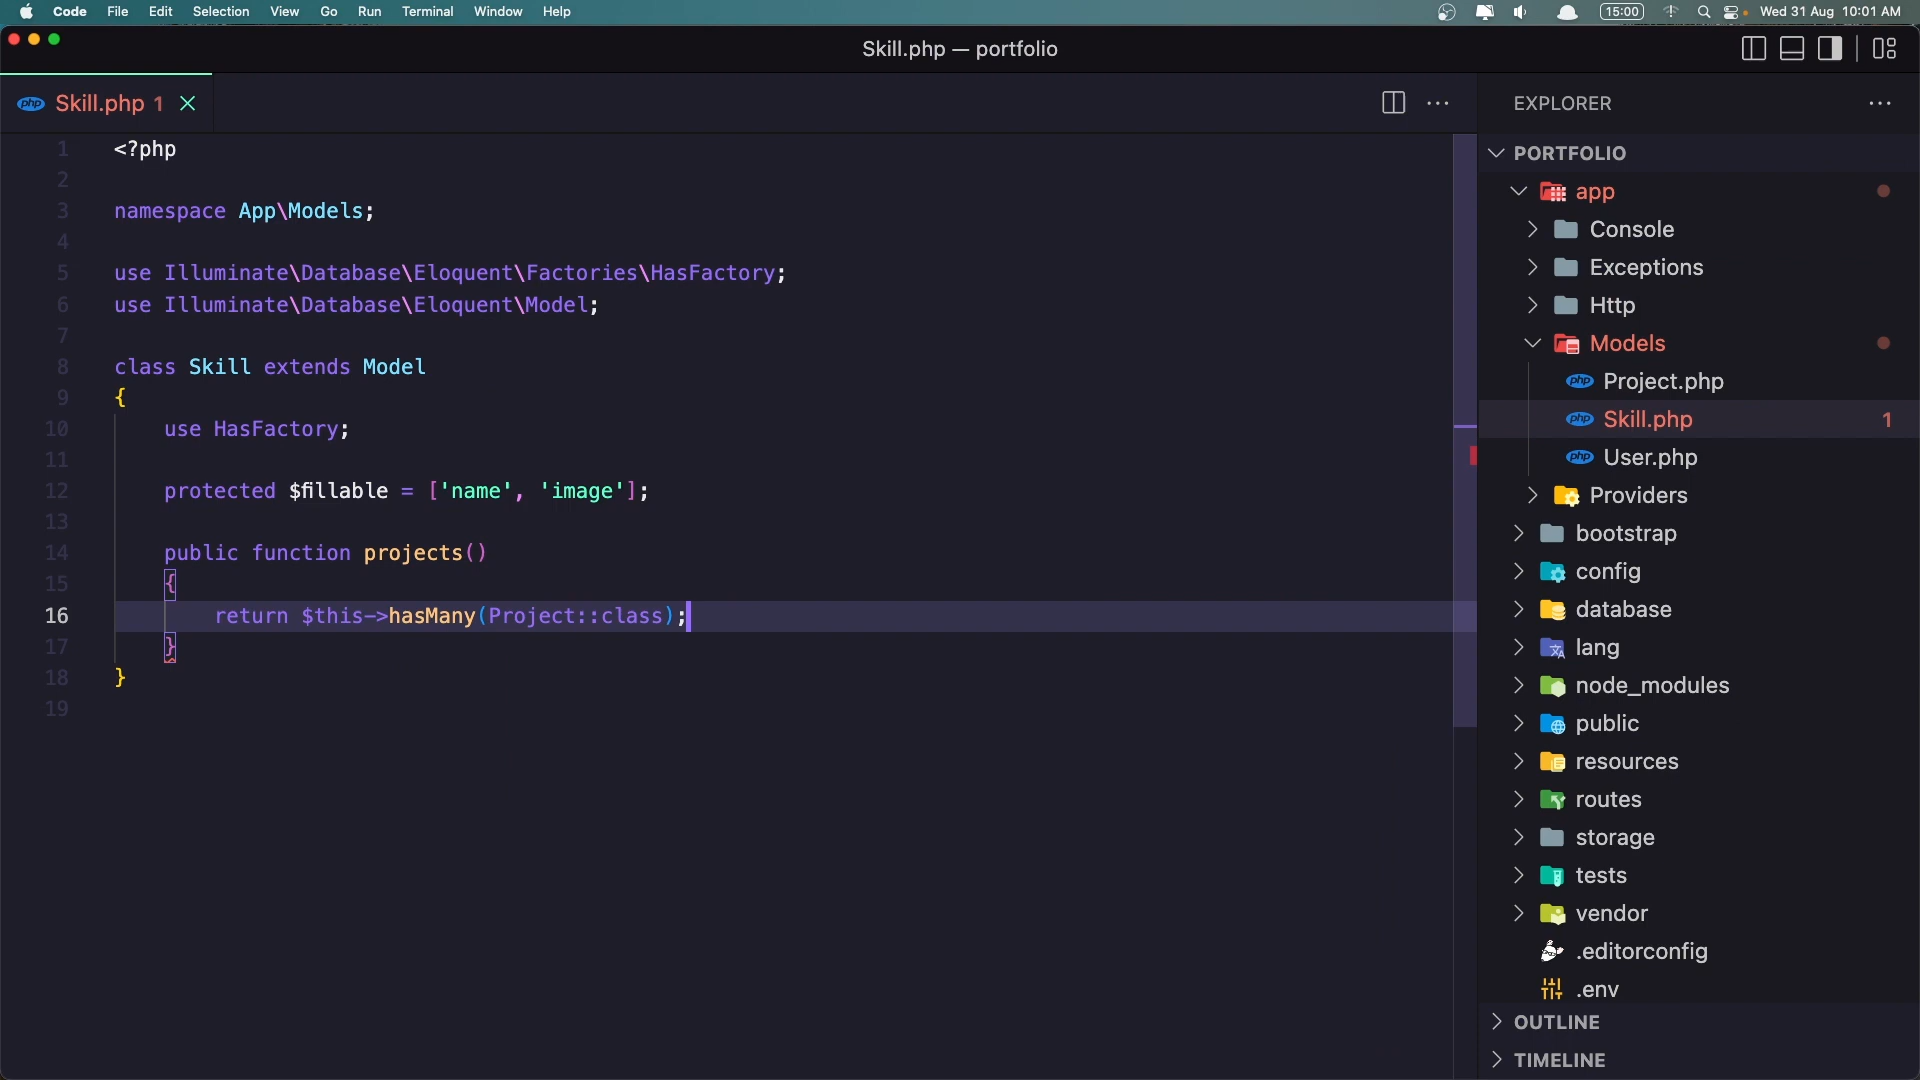 Code File Edit Selection View Go Run Terminal Window Help 15:00 Wed 31 Aug 10:01 AM
Skill.php — portfolio
php Skill.php 1
1 <?php
2
3 namespace App\Models;
4
5 use Illuminate\Database\Eloquent\Factories\HasFactory;
6 use Illuminate\Database\Eloquent\Model;
7
8 class Skill extends Model
9 {
10 use HasFactory;
11
12 protected $fillable = ['name', 'image'];
13
14 public function projects()
15 {
16 return $this->hasMany(Project::class);
17 }
18 }
19
EXPLORER
PORTFOLIO
app
Console
Exceptions
Http
Models
php Project.php
php Skill.php 1
php User.php
Providers
bootstrap
config
database
lang
node_modules
public
resources
routes
storage
tests
vendor
.editorconfig
.env
OUTLINE
TIMELINE